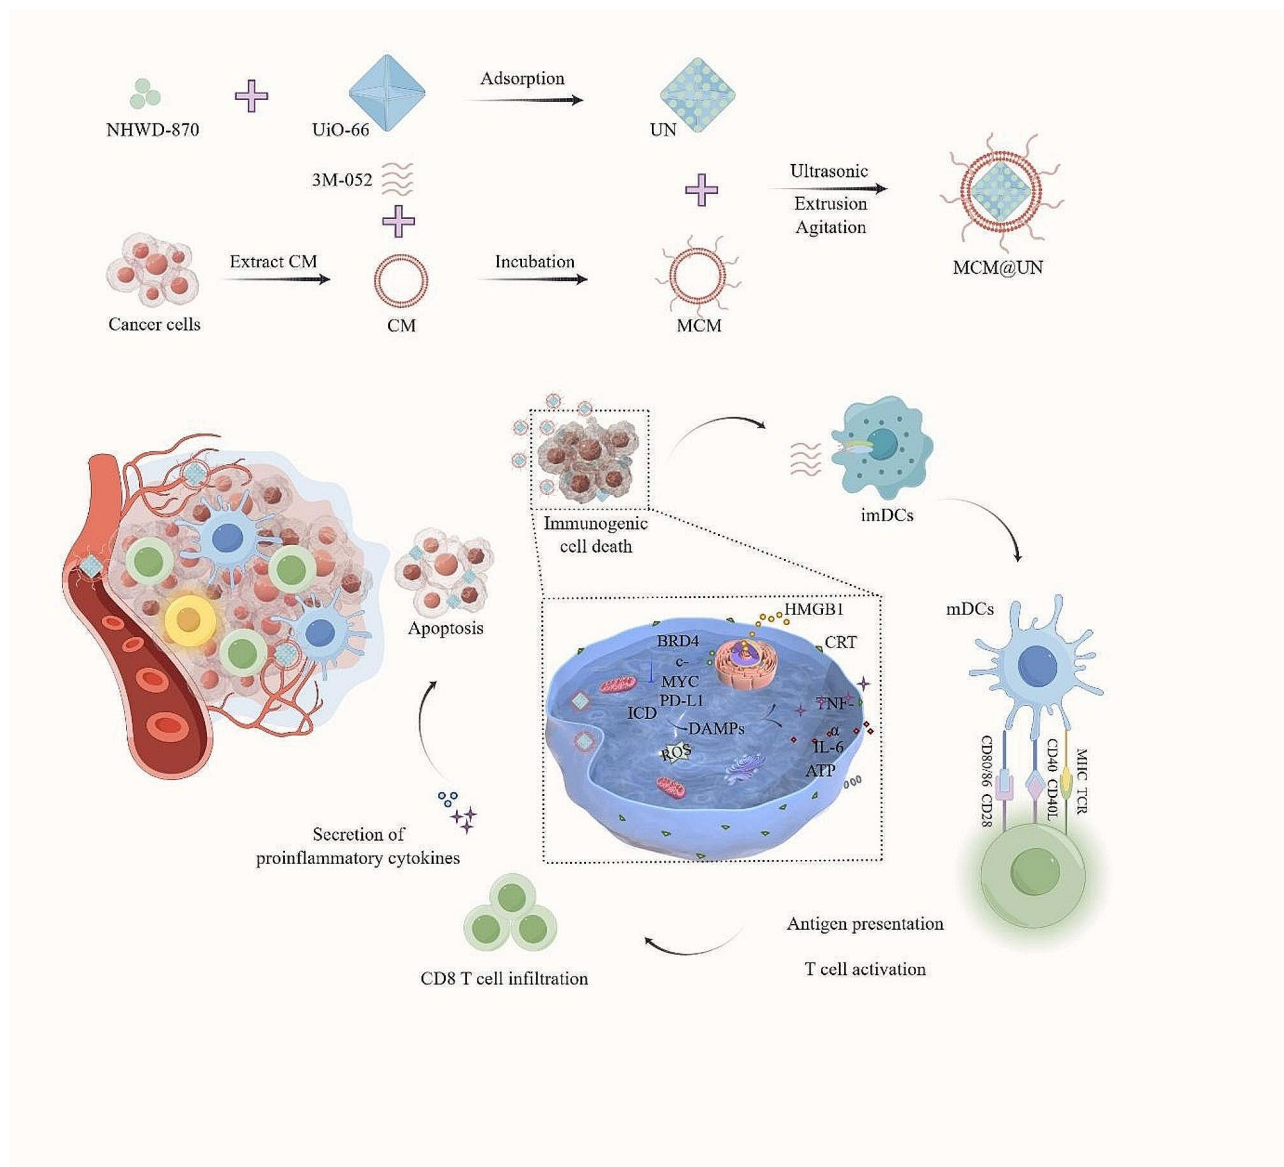 Adsorption
NHWD-870
UiO-66
UN
3M-052
Ultrasonic
Extrusion
Agitation
MCM@UN
Extract CM
Incubation
Cancer cells
CM
MCM
Immunogenic
cell death
imDCs
Apoptosis
mDCs
HMGB1
BRD4
CRT
c-
MYC
PD-L1
ICD
TNF-
DAMPs
α
ROS
IL-6
ATP
CD80/86 CD28
CD40 CD40L
MHC TCR
Secretion of
proinflammatory cytokines
Antigen presentation
T cell activation
CD8 T cell infiltration